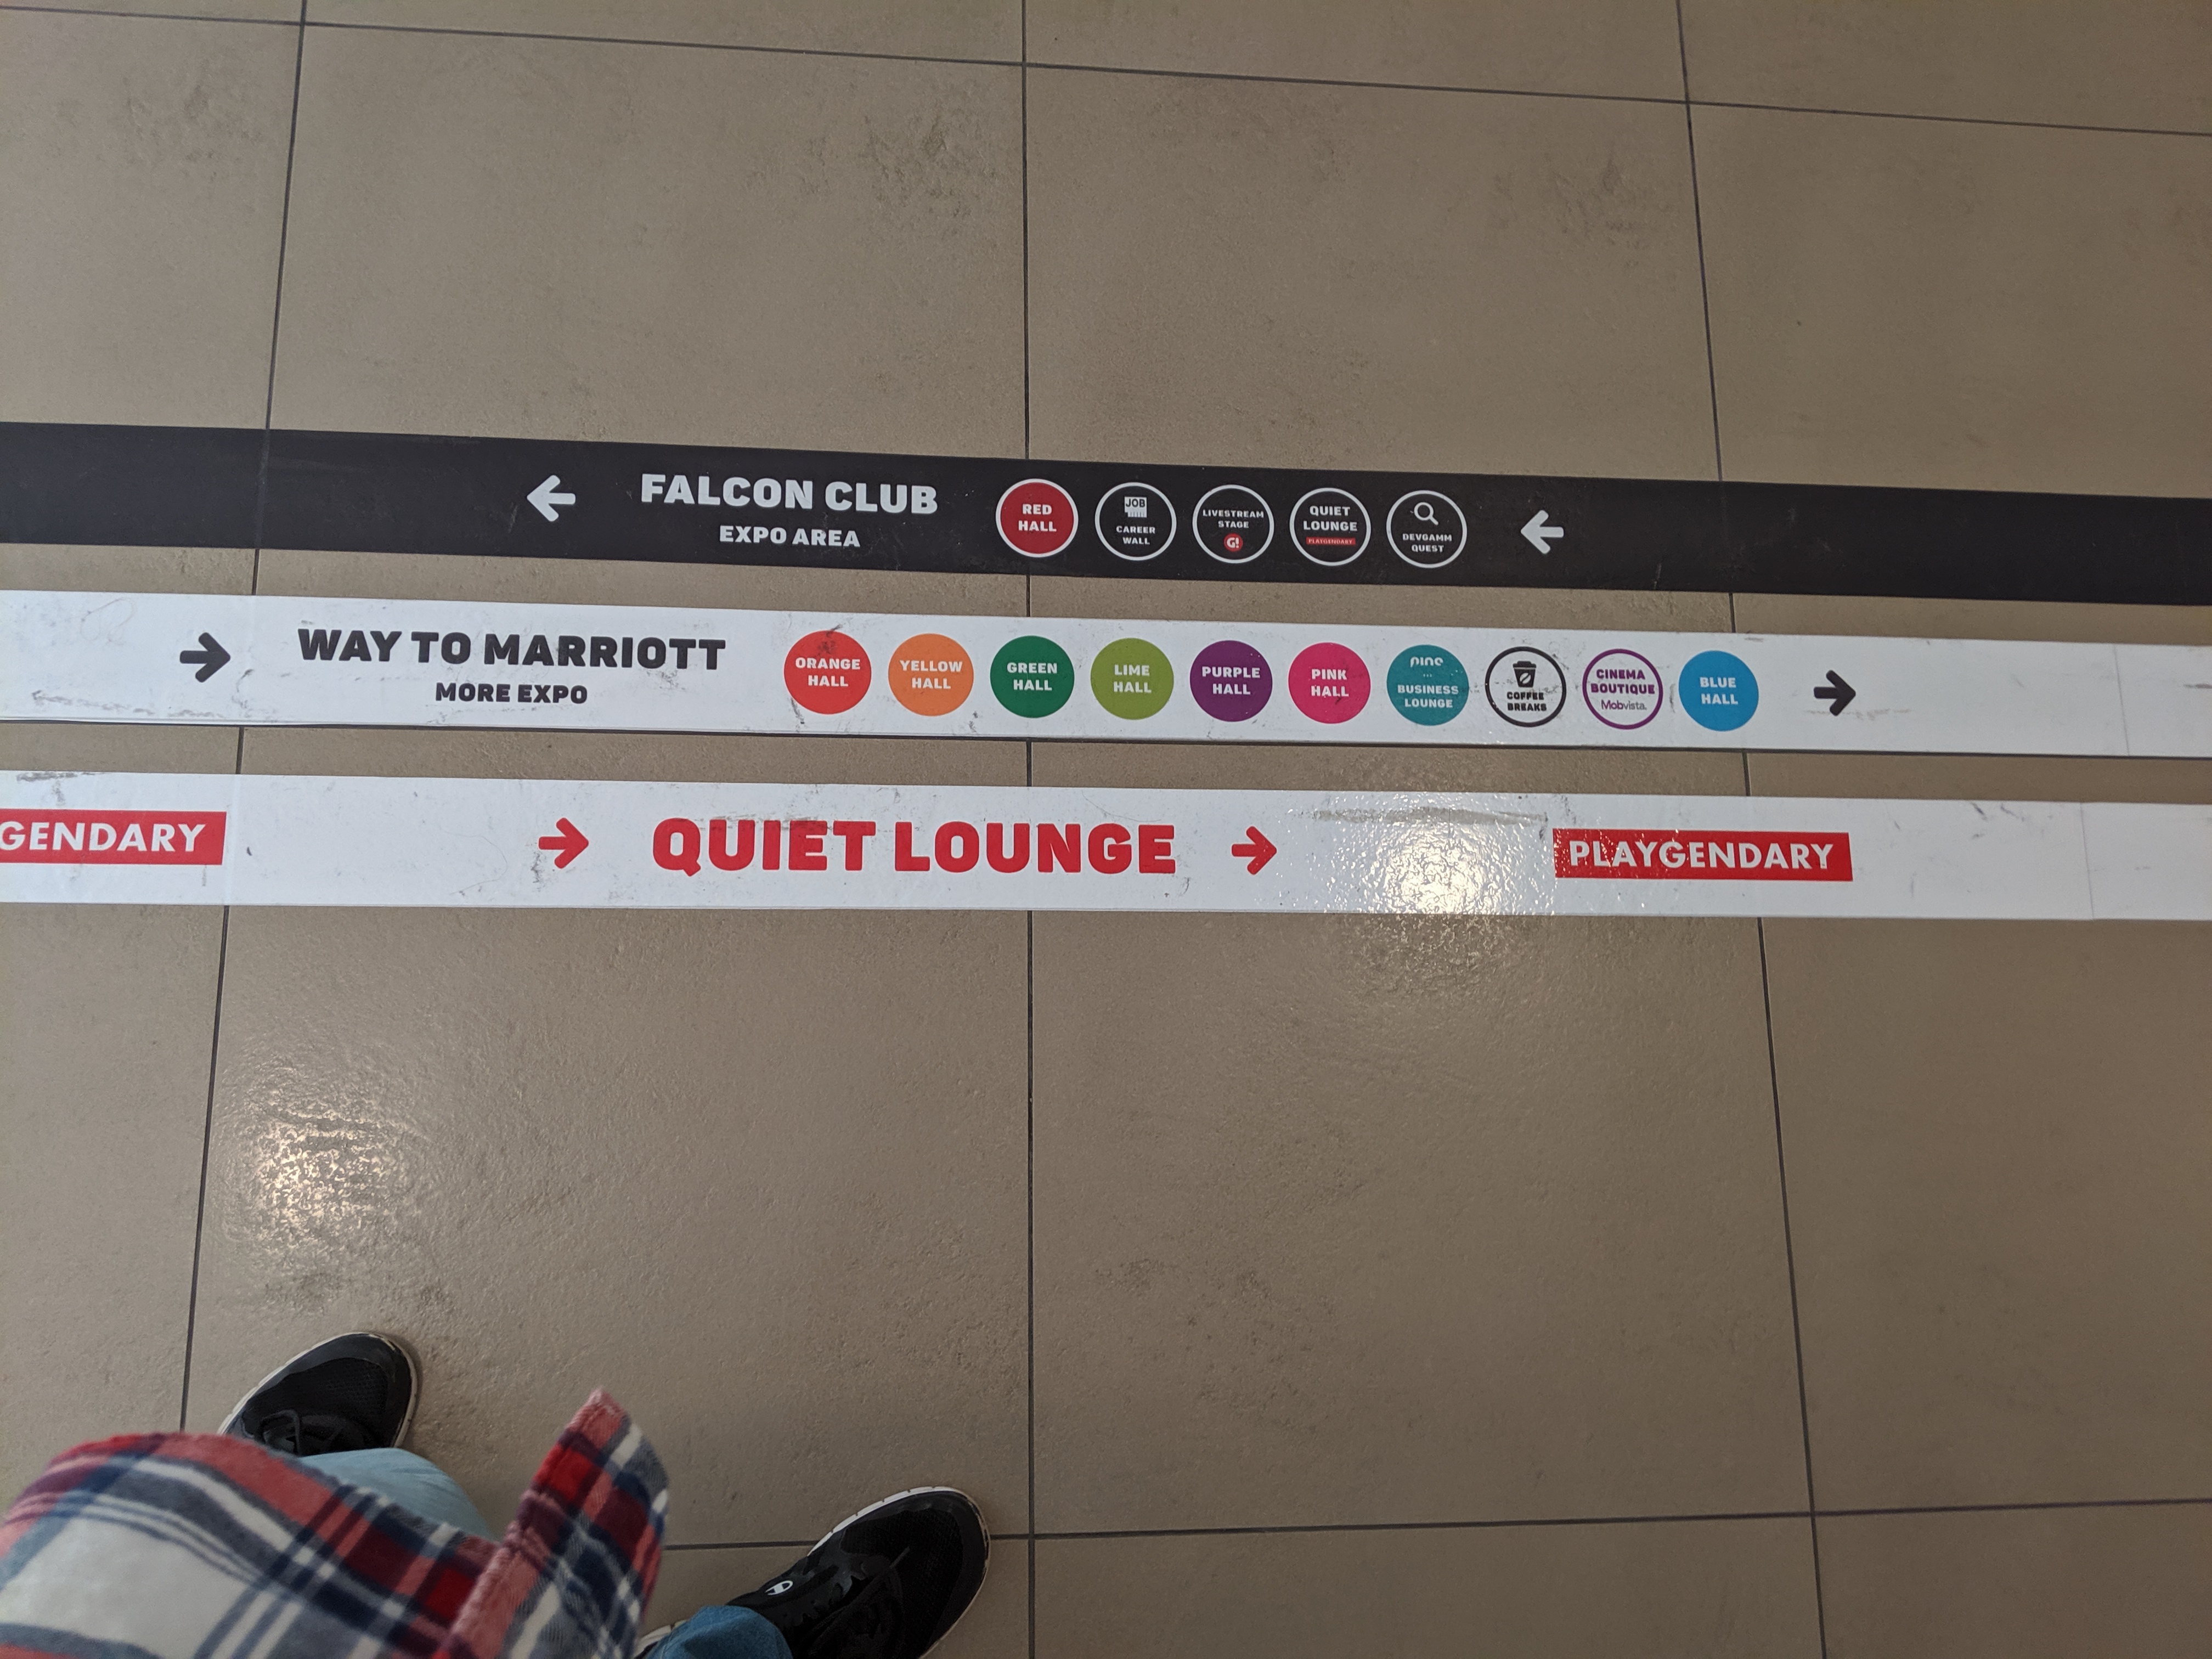 FALCON CLUB
EXPO AREA
RED
HALL
JOB
CAREER
WALL
LIVESTREAM
STAGE
G!
QUIET
LOUNGE
PLAYGENDARY
DEVGAMM
QUEST
WAY TO MARRIOTT
MORE EXPO
ORANGE
HALL
YELLOW
HALL
GREEN
HALL
LIME
HALL
PURPLE
HALL
PINK
HALL
BUSINESS
LOUNGE
COFFEE
BREAKS
CINEMA
BOUTIQUE
Mobvista.
BLUE
HALL
GENDARY
QUIET LOUNGE
PLAYGENDARY